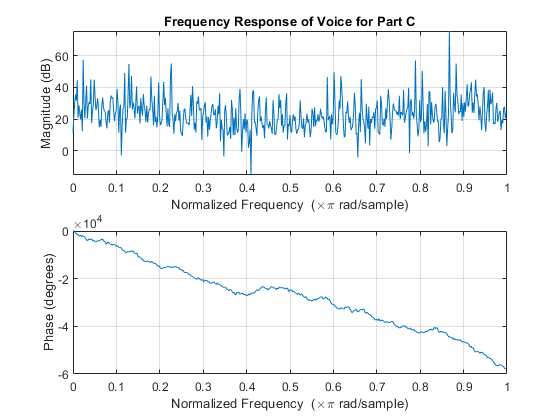 Frequency Response of Voice for Part C
Magnitude (dB)
60
40
20
0
0 0.1 0.2 0.3 0.4 0.5 0.6 0.7 0.8 0.9 1
Normalized Frequency (×π rad/sample)
×10⁴
Phase (degrees)
0
-2
-4
-6
0 0.1 0.2 0.3 0.4 0.5 0.6 0.7 0.8 0.9 1
Normalized Frequency (×π rad/sample)